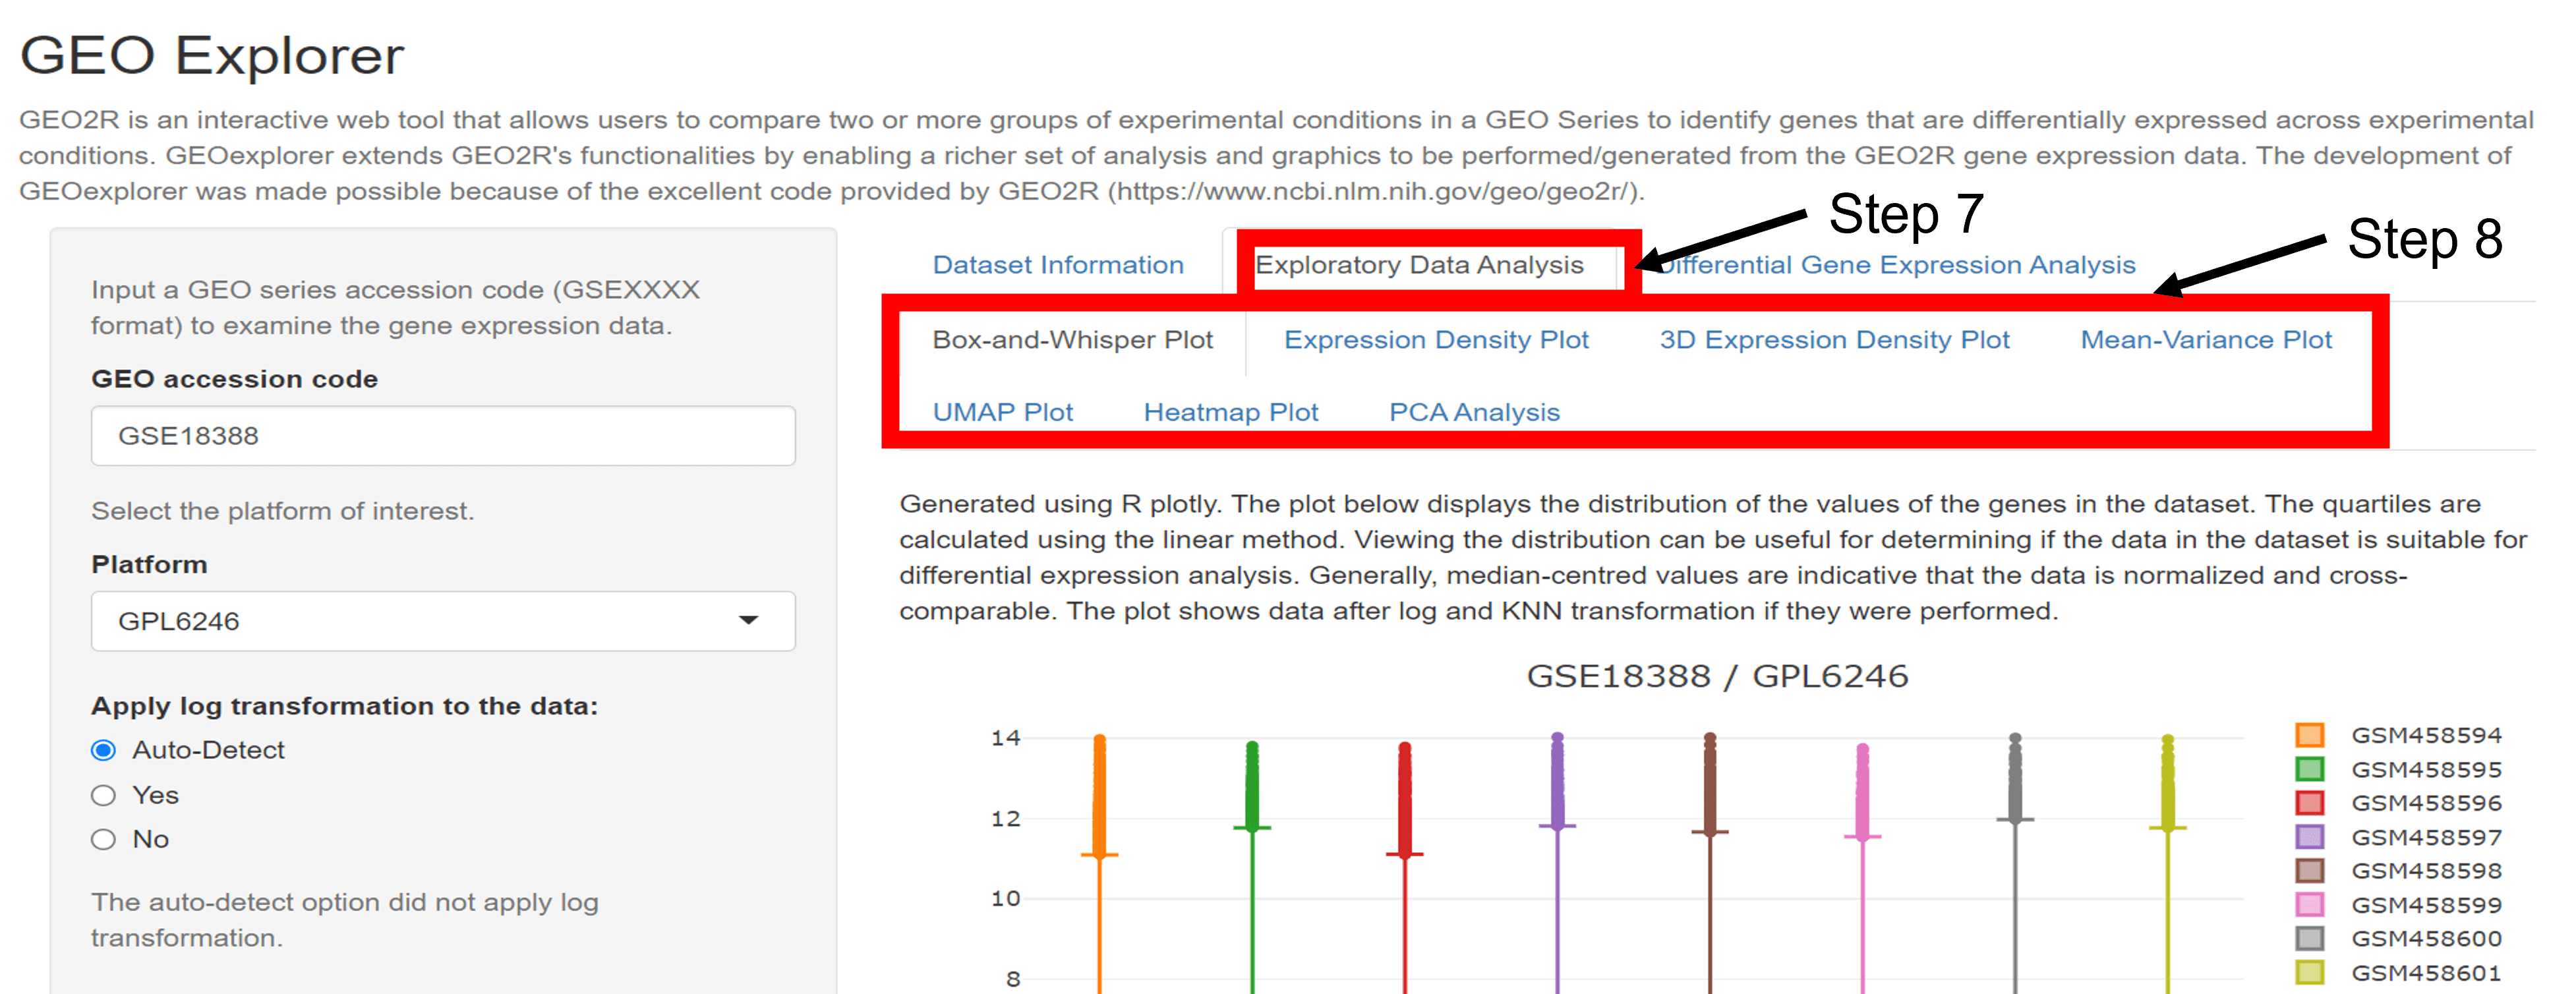 GEO Explorer
GEO2R is an interactive web tool that allows users to compare two or more groups of experimental conditions in a GEO Series to identify genes that are differentially expressed across experimental
conditions. GEOexplorer extends GEO2R's functionalities by enabling a richer set of analysis and graphics to be performed/generated from the GEO2R gene expression data. The development of
GEOexplorer was made possible because of the excellent code provided by GEO2R (https://www.ncbi.nlm.nih.gov/geo/geo2r/).
Step 7
Step 8
Input a GEO series accession code (GSEXXXX
format) to examine the gene expression data.
GEO accession code
GSE18388
Select the platform of interest.
Platform
GPL6246
Apply log transformation to the data:
Auto-Detect
Yes
No
The auto-detect option did not apply log
transformation.
Dataset Information
Exploratory Data Analysis
Differential Gene Expression Analysis
Box-and-Whisper Plot
Expression Density Plot
3D Expression Density Plot
Mean-Variance Plot
UMAP Plot
Heatmap Plot
PCA Analysis
Generated using R plotly. The plot below displays the distribution of the values of the genes in the dataset. The quartiles are
calculated using the linear method. Viewing the distribution can be useful for determining if the data in the dataset is suitable for
differential expression analysis. Generally, median-centred values are indicative that the data is normalized and cross-
comparable. The plot shows data after log and KNN transformation if they were performed.
GSE18388 / GPL6246
14
12
10
8
GSM458594
GSM458595
GSM458596
GSM458597
GSM458598
GSM458599
GSM458600
GSM458601